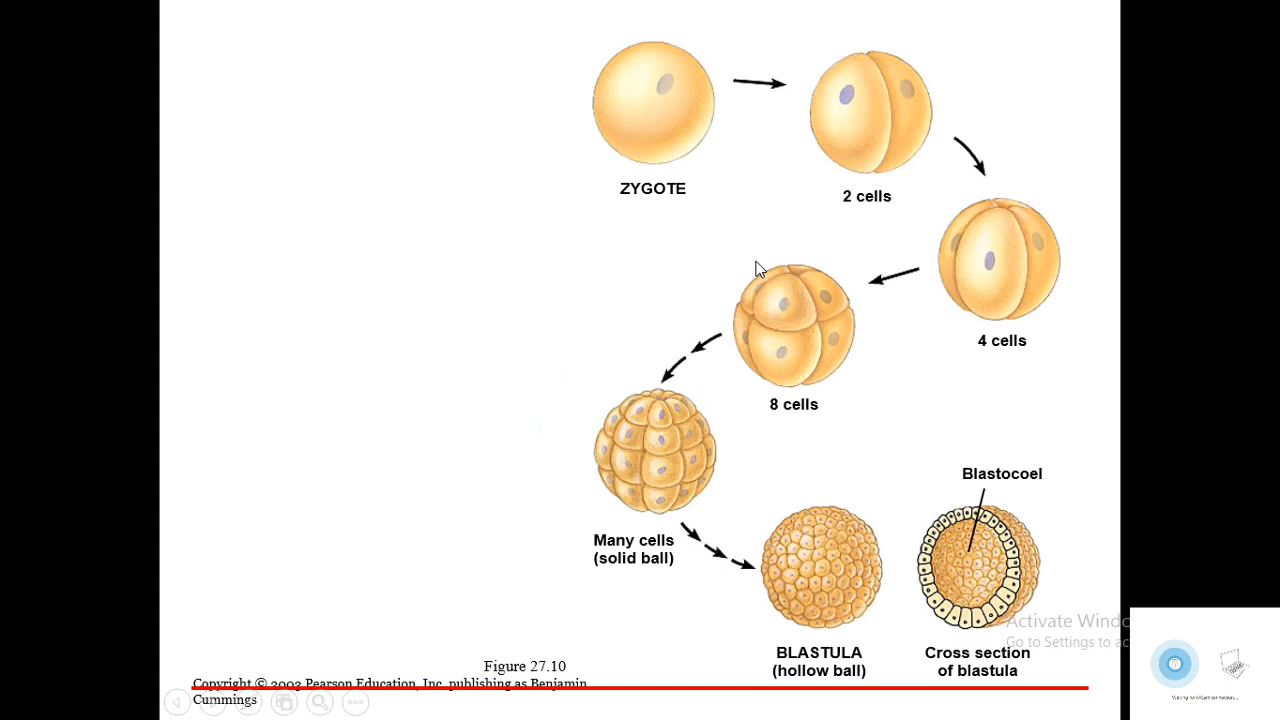 ZYGOTE
2 cells
4 cells
8 cells
Many cells
(solid ball)
Blastocoel
BLASTULA
(hollow ball)
Cross section
of blastula
Figure 27.10
Copyright © 2003 Pearson Education, Inc. publishing as Benjamin
Cummings
Activate Windo
Go to Settings to ac